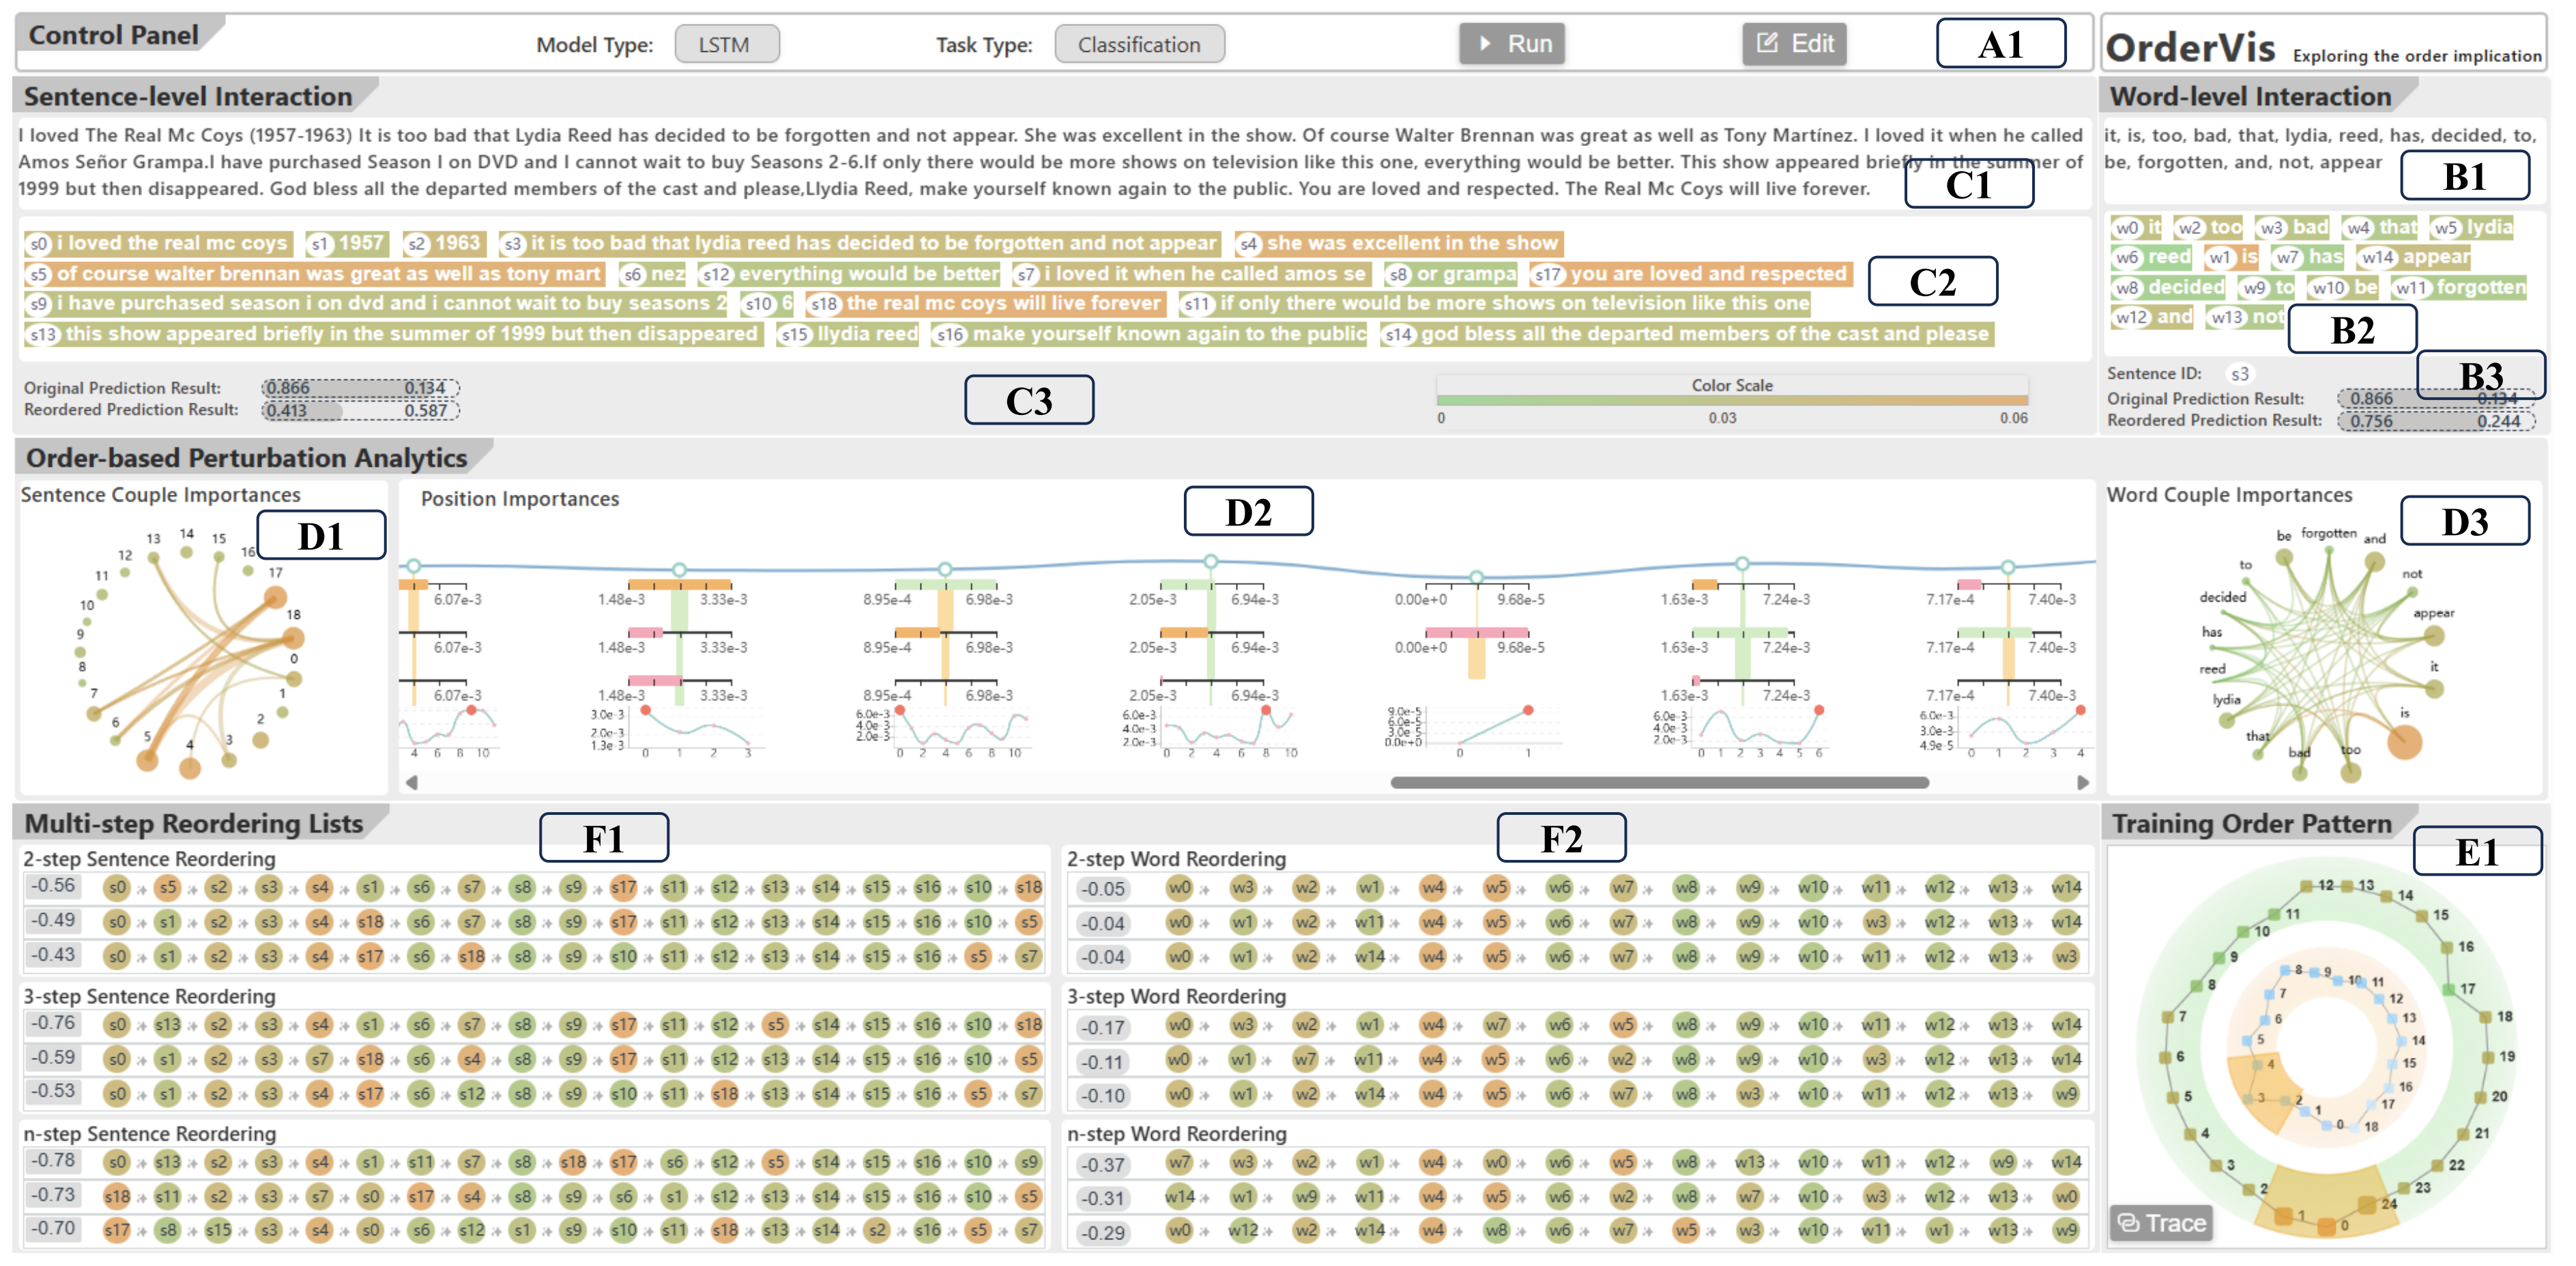 Control Panel Model Type: LSTM Task Type: Classification Run Edit A1
OrderVis Exploring the order implication
Sentence-level Interaction
I loved The Real Mc Coys (1957-1963) It is too bad that Lydia Reed has decided to be forgotten and not appear. She was excellent in the show. Of course Walter Brennan was great as well as Tony Martínez. I loved it when he called
Amos Señor Grampa.I have purchased Season I on DVD and I cannot wait to buy Seasons 2-6.If only there would be more shows on television like this one, everything would be better. This show appeared briefly in the summer of
1999 but then disappeared. God bless all the departed members of the cast and please,Llydia Reed, make yourself known again to the public. You are loved and respected. The Real Mc Coys will live forever.
C1
s0 i loved the real mc coys s1 1957 s2 1963 s3 it is too bad that lydia reed has decided to be forgotten and not appear s4 she was excellent in the show
s5 of course walter brennan was great as well as tony mart s6 nez s12 everything would be better s7 i loved it when he called amos se s8 or grampa s17 you are loved and respected
s9 i have purchased season i on dvd and i cannot wait to buy seasons 2 s10 6 s18 the real mc coys will live forever s11 if only there would be more shows on television like this one
s13 this show appeared briefly in the summer of 1999 but then disappeared s15 llydia reed s16 make yourself known again to the public s14 god bless all the departed members of the cast and please
C2
Original Prediction Result: 0.866 0.134
Reordered Prediction Result: 0.413 0.587
C3
Color Scale
0 0.03 0.06
Word-level Interaction
it, is, too, bad, that, lydia, reed, has, decided, to,
be, forgotten, and, not, appear
B1
w0 it w2 too w3 bad w4 that w5 lydia
w6 reed w1 is w7 has w14 appear
w8 decided w9 to w10 be w11 forgotten
w12 and w13 not
B2
Sentence ID: s3
B3
Original Prediction Result: 0.866 0.134
Reordered Prediction Result: 0.756 0.244
Order-based Perturbation Analytics
Sentence Couple Importances
D1
0
1
2
3
4
5
6
7
8
9
10
11
12
13
14
15
16
17
18
Position Importances
D2
6.07e-3 1.48e-3 3.33e-3 8.95e-4 6.98e-3 2.05e-3 6.94e-3 0.00e+0 9.68e-5 1.63e-3 7.24e-3 7.17e-4 7.40e-3
6.07e-3 1.48e-3 3.33e-3 8.95e-4 6.98e-3 2.05e-3 6.94e-3 0.00e+0 9.68e-5 1.63e-3 7.24e-3 7.17e-4 7.40e-3
6.07e-3 1.48e-3 3.33e-3 8.95e-4 6.98e-3 2.05e-3 6.94e-3 1.63e-3 7.24e-3 7.17e-4 7.40e-3
4 6 8 10
3.0e-3
2.0e-3
1.3e-3
0 1 2 3
6.0e-3
4.0e-3
2.0e-3
0 2 4 6 8 10
6.0e-3
4.0e-3
2.0e-3
0 2 4 6 8 10
9.0e-5
6.0e-5
3.0e-5
0.0e+0
0 1
6.0e-3
4.0e-3
2.0e-3
0 1 2 3 4 5 6
6.0e-3
3.0e-3
4.9e-5
0 1 2 3 4
Word Couple Importances
D3
be
forgotten
and
not
appear
it
is
too
bad
that
lydia
reed
has
decided
to
Multi-step Reordering Lists
F1
2-step Sentence Reordering
-0.56 s0 s5 s2 s3 s4 s1 s6 s7 s8 s9 s17 s11 s12 s13 s14 s15 s16 s10 s18
-0.49 s0 s1 s2 s3 s4 s18 s6 s7 s8 s9 s17 s11 s12 s13 s14 s15 s16 s10 s5
-0.43 s0 s1 s2 s3 s4 s17 s6 s18 s8 s9 s10 s11 s12 s13 s14 s15 s16 s5 s7
3-step Sentence Reordering
-0.76 s0 s13 s2 s3 s4 s1 s6 s7 s8 s9 s17 s11 s12 s5 s14 s15 s16 s10 s18
-0.59 s0 s1 s2 s3 s7 s18 s6 s4 s8 s9 s17 s11 s12 s13 s14 s15 s16 s10 s5
-0.53 s0 s1 s2 s3 s4 s17 s6 s12 s8 s9 s10 s11 s18 s13 s14 s15 s16 s5 s7
n-step Sentence Reordering
-0.78 s0 s13 s2 s3 s4 s1 s11 s7 s8 s18 s17 s6 s12 s5 s14 s15 s16 s10 s9
-0.73 s18 s11 s2 s3 s7 s0 s17 s4 s8 s9 s6 s1 s12 s13 s14 s15 s16 s10 s5
-0.70 s17 s8 s15 s3 s4 s0 s6 s12 s1 s9 s10 s11 s18 s13 s14 s2 s16 s5 s7
F2
2-step Word Reordering
-0.05 w0 w3 w2 w1 w4 w5 w6 w7 w8 w9 w10 w11 w12 w13 w14
-0.04 w0 w1 w2 w11 w4 w5 w6 w7 w8 w9 w10 w3 w12 w13 w14
-0.04 w0 w1 w2 w14 w4 w5 w6 w7 w8 w9 w10 w11 w12 w13 w3
3-step Word Reordering
-0.17 w0 w3 w2 w1 w4 w7 w6 w5 w8 w9 w10 w11 w12 w13 w14
-0.11 w0 w1 w7 w11 w4 w5 w6 w2 w8 w9 w10 w3 w12 w13 w14
-0.10 w0 w1 w2 w14 w4 w5 w6 w7 w8 w3 w10 w11 w12 w13 w9
n-step Word Reordering
-0.37 w7 w3 w2 w1 w4 w0 w6 w5 w8 w13 w10 w11 w12 w9 w14
-0.31 w14 w1 w9 w11 w4 w5 w6 w2 w8 w7 w10 w3 w12 w13 w0
-0.29 w0 w12 w2 w14 w4 w8 w6 w7 w5 w3 w10 w11 w1 w13 w9
Training Order Pattern
E1
0
1
2
3
4
5
6
7
8
9
10
11
12
13
14
15
16
17
18
19
20
21
22
23
24
0
1
2
3
4
5
6
7
8
9
10
11
12
13
14
15
16
17
18
Trace